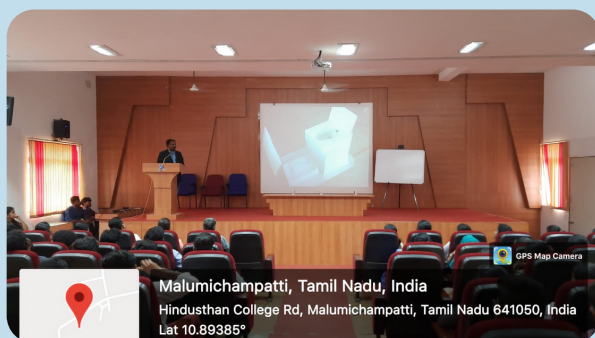 GPS Map Camera
Malumichampatti, Tamil Nadu, India
Hindusthan College Rd, Malumichampatti, Tamil Nadu 641050, India
Lat 10.89385°